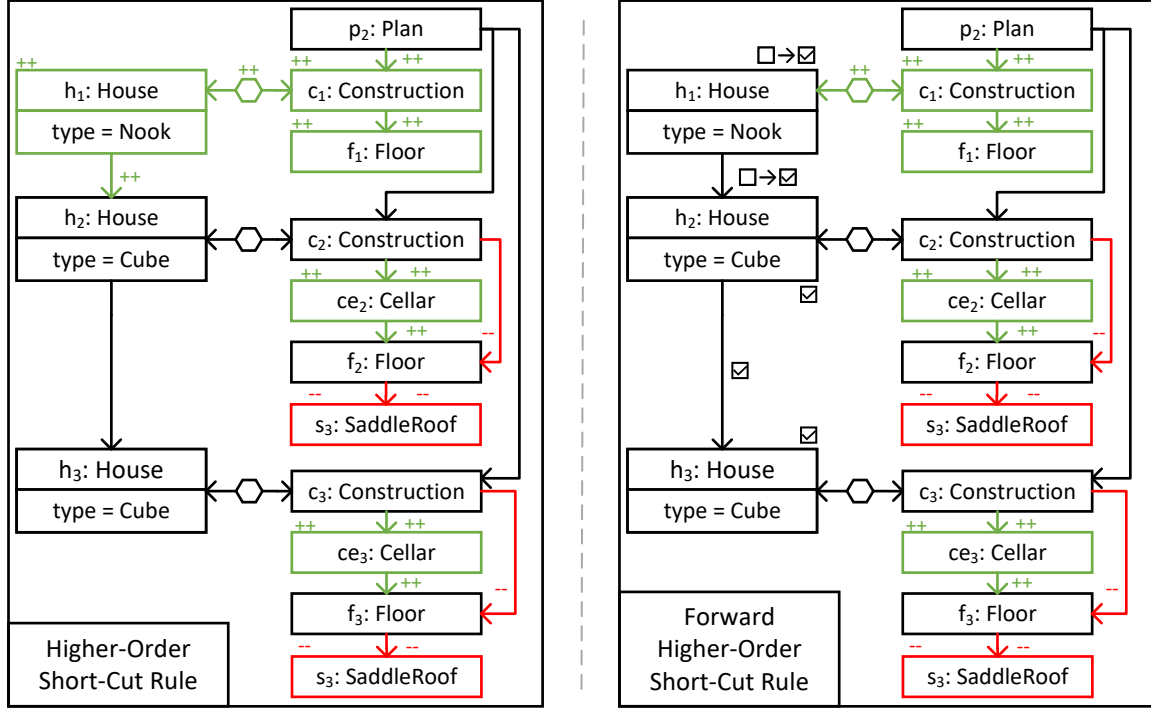 p₂: Plan
++ ++
++ ++ ++
h₁: House
c₁: Construction
type = Nook
++ ++
f₁: Floor
++
h₂: House
type = Cube
c₂: Construction
++ ++
ce₂: Cellar
++
f₂: Floor
-- --
s₃: SaddleRoof
h₃: House
type = Cube
c₃: Construction
++ ++
ce₃: Cellar
++
--
f₃: Floor
-- --
s₃: SaddleRoof
Higher-Order
Short-Cut Rule
p₂: Plan
++ ++
☐→☑ ++ ++
h₁: House
c₁: Construction
type = Nook
++ ++
f₁: Floor
☐→☑
h₂: House
type = Cube
c₂: Construction
++ ++
☑
ce₂: Cellar
++
--
f₂: Floor
☑
-- --
s₃: SaddleRoof
☑
h₃: House
type = Cube
c₃: Construction
++ ++
ce₃: Cellar
++
--
f₃: Floor
-- --
s₃: SaddleRoof
Forward
Higher-Order
Short-Cut Rule